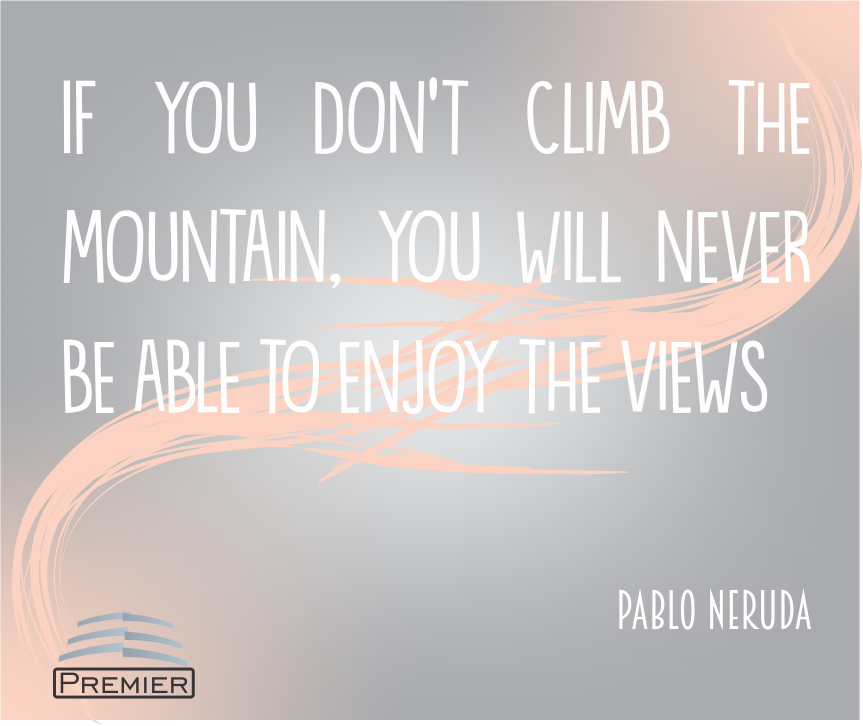 IF YOU DON'T CLIMB THE
MOUNTAIN, YOU WILL NEVER
BE ABLE TO ENJOY THE VIEWS
PABLO NERUDA
PREMIER